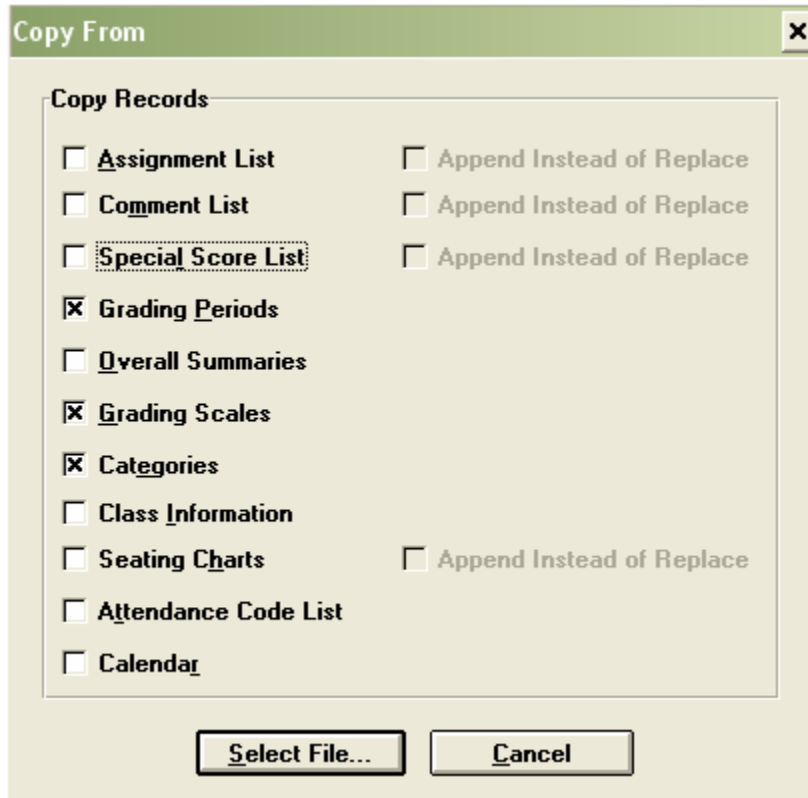 Copy From
Copy Records
Assignment List Append Instead of Replace
Comment List Append Instead of Replace
Special Score List Append Instead of Replace
Grading Periods
Overall Summaries
Grading Scales
Categories
Class Information
Seating Charts Append Instead of Replace
Attendance Code List
Calendar
Select File... Cancel